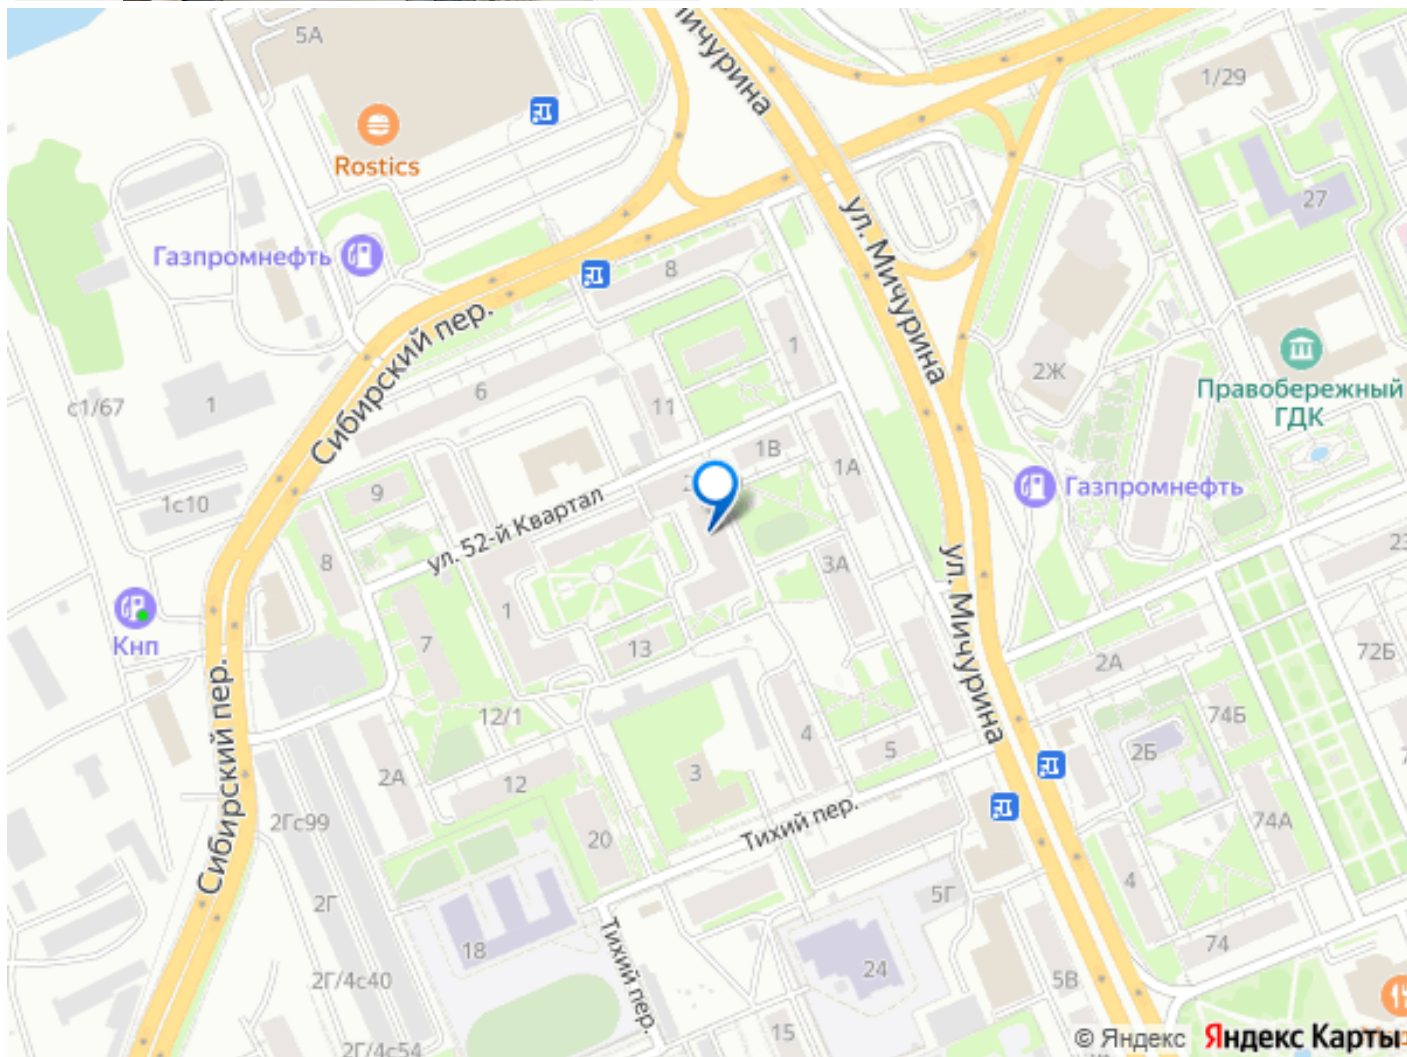 5А
ул. Мичурина
1/29
Rostics
27
Газпромнефть
ул. Мичурина
8
Сибирский пер.
1
2Ж
Правобережный
ГДК
с1/67
1
6
11
1В
1А
9
1с10
Газпромнефть
ул. 52-й Квартал
8
3А
23
Кнп
1
7
13
ул. Мичурина
2А
72Б
Сибирский пер.
12/1
74Б
4
5
2Б
2А
12
3
2Гс99
Тихий пер.
74А
20
2Г
4
5Г
18
Тихий пер.
74
24
2Г/4с40
5В
15
2Г/4с54
© Яндекс Яндекс Карты